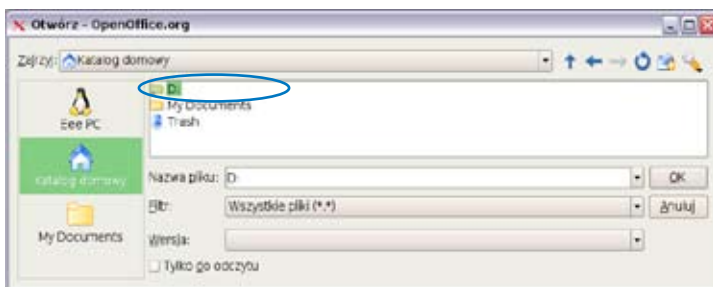 Otwórz - OpenOffice.org
Zejrzyj: Katalog domowy
D:
My Documents
Trash
Eee PC
Katalog domowy
My Documents
Nazwa pliku: D:
OK
Filtr: Wszystkie pliki (*.*)
Anuluj
Wersja:
Tylko do odczytu